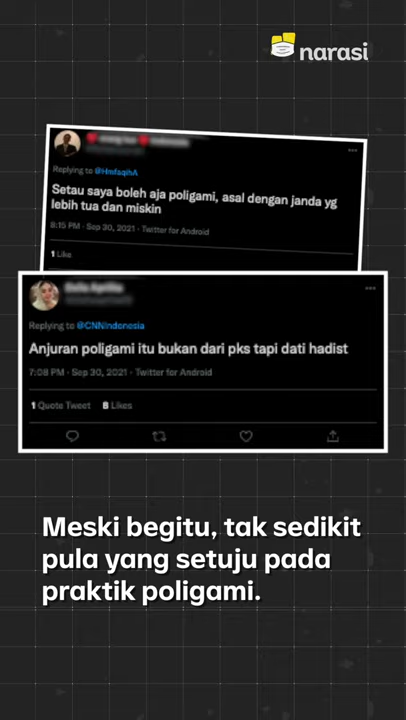 narasi
Replying to @HmfaqihA
Setau saya boleh aja poligami, asal dengan janda yg
lebih tua dan miskin
8:15 PM · Sep 30, 2021 · Twitter for Android
1 Like
Replying to @CNNIndonesia
Anjuran poligami itu bukan dari pks tapi dati hadist
7:08 PM · Sep 30, 2021 · Twitter for Android
1 Quote Tweet 8 Likes
Meski begitu, tak sedikit
pula yang setuju pada
praktik poligami.